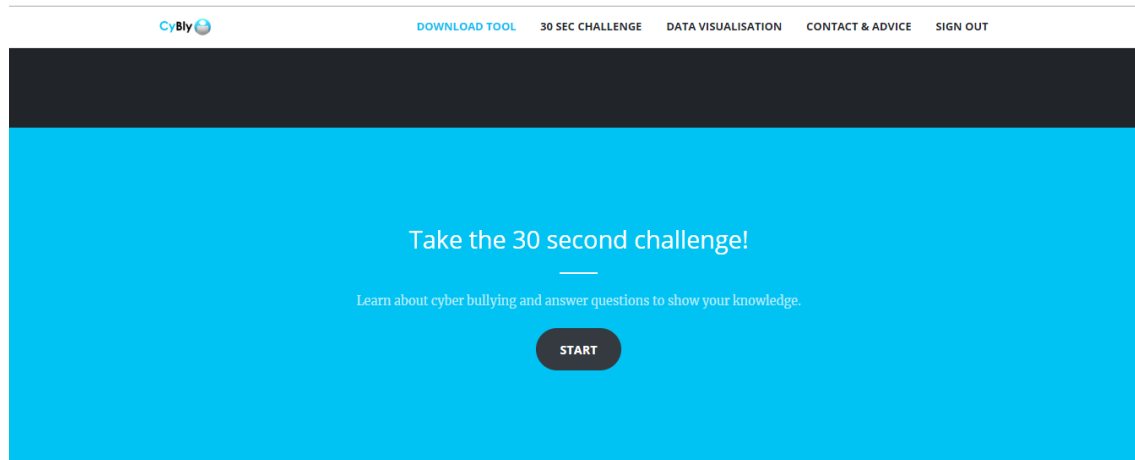 CyBly
DOWNLOAD TOOL 30 SEC CHALLENGE DATA VISUALISATION CONTACT & ADVICE SIGN OUT
Take the 30 second challenge!
Learn about cyber bullying and answer questions to show your knowledge.
START